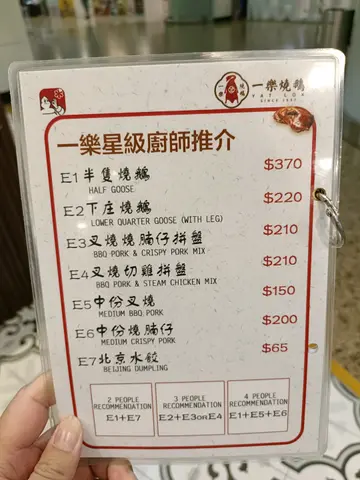 一樂燒鵝
YAT LOK
SINCE 1957
一樂星級廚師推介
E1 半隻燒鵝 $370
HALF GOOSE
E2 下庄燒鵝 $220
LOWER QUARTER GOOSE (WITH LEG)
E3 叉燒燒腩仔拼盤 $210
BBQ PORK & CRISPY PORK MIX
E4 叉燒切雞拼盤 $210
BBQ PORK & STEAM CHICKEN MIX
E5 中份叉燒 $150
MEDIUM BBQ PORK
E6 中份燒腩仔 $200
MEDIUM CRISPY PORK
E7 北京水餃 $65
BEIJING DUMPLING
2 PEOPLE
RECOMMENDATION
E1+E7
3 PEOPLE
RECOMMENDATION
E2+E3 OR E4
4 PEOPLE
RECOMMENDATION
E1+E5+E6